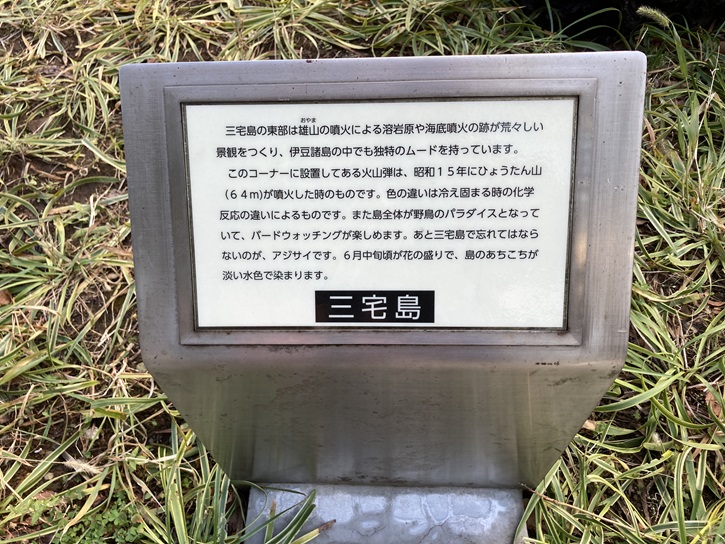 三宅島の東部は雄山の噴火による溶岩原や海底噴火の跡が荒々しい
おやま
景観をつくり、伊豆諸島の中でも独特のムードを持っています。
このコーナーに設置してある火山弾は、昭和１５年にひょうたん山
（６４ｍ)が噴火した時のものです。色の違いは冷え固まる時の化学
反応の違いによるものです。また島全体が野鳥のパラダイスとなって
いて、バードウォッチングが楽しめます。あと三宅島で忘れてはなら
ないのが、アジサイです。６月中旬頃が花の盛りで、島のあちこちが
淡い水色で染まります。
三宅島